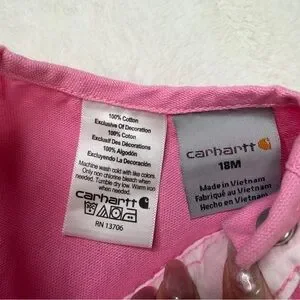 100% Cotton
Exclusive Of Decoration
100% Coton
Exclusif Des Décorations
100% Algodón
Excluyendo La Decoración
Machine wash cold with like colors.
Only non chlorine bleach when
needed. Tumble dry low. Warm iron
when needed.
carhartt
RN 13706
carhartt
18M
Made in Vietnam
Fabriqué au Vietnam
Hecho en Vietnam